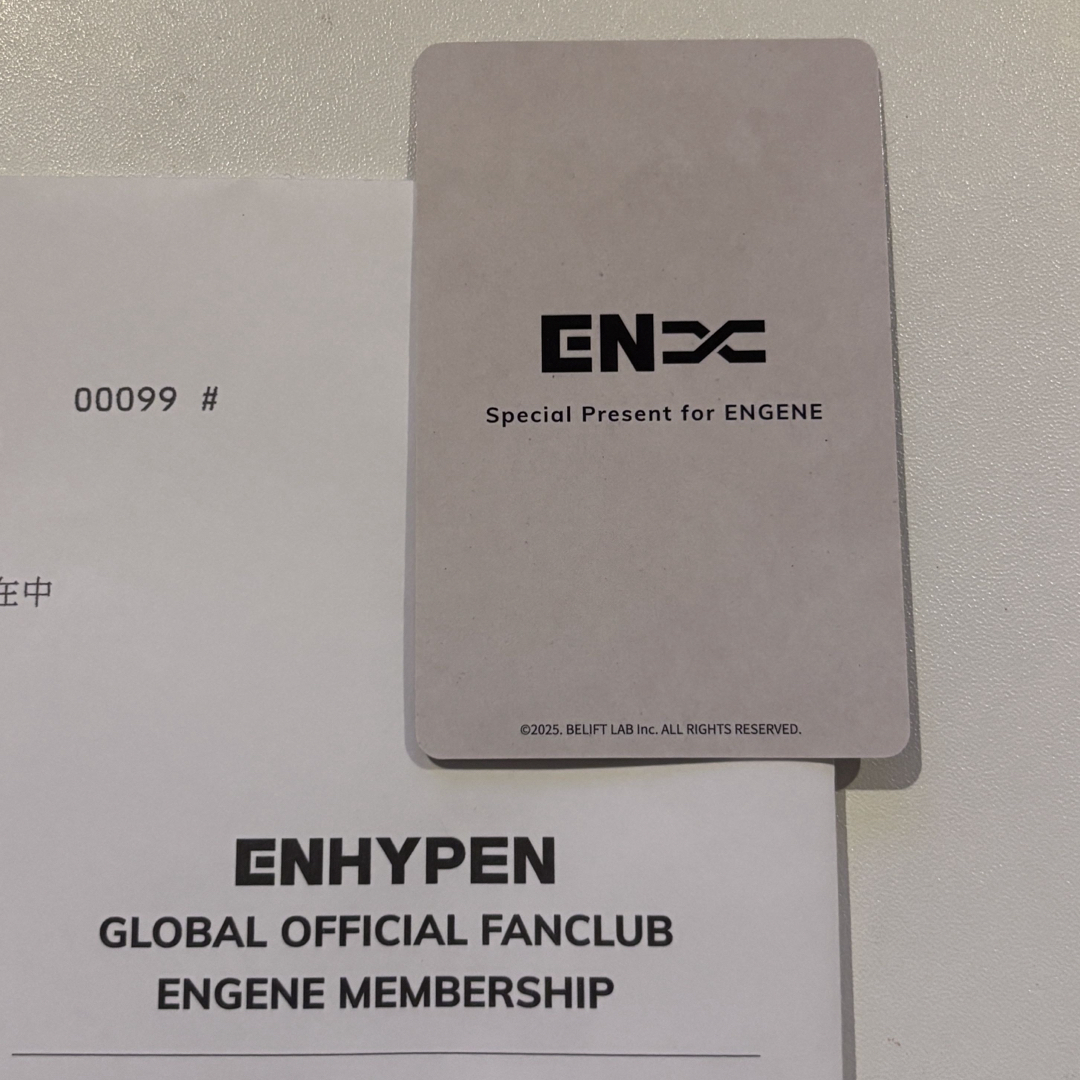 ENX
Special Present for ENGENE
©2025. BELIFT LAB Inc. ALL RIGHTS RESERVED.
00099 #
在中
ENHYPEN
GLOBAL OFFICIAL FANCLUB
ENGENE MEMBERSHIP